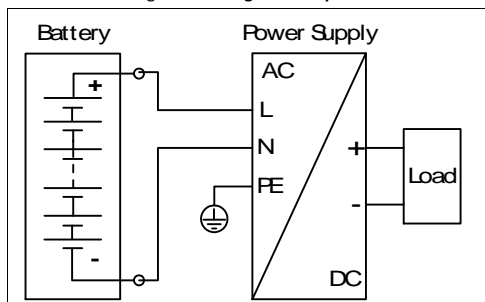 Battery
Power Supply
AC
+
L
N
+
PE
Load
-
-
DC